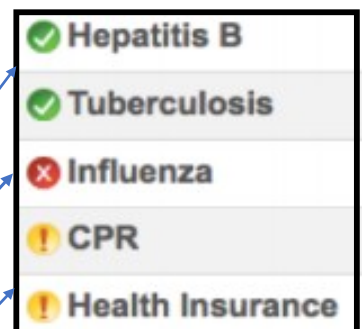 Hepatitis B
Tuberculosis
Influenza
CPR
Health Insurance